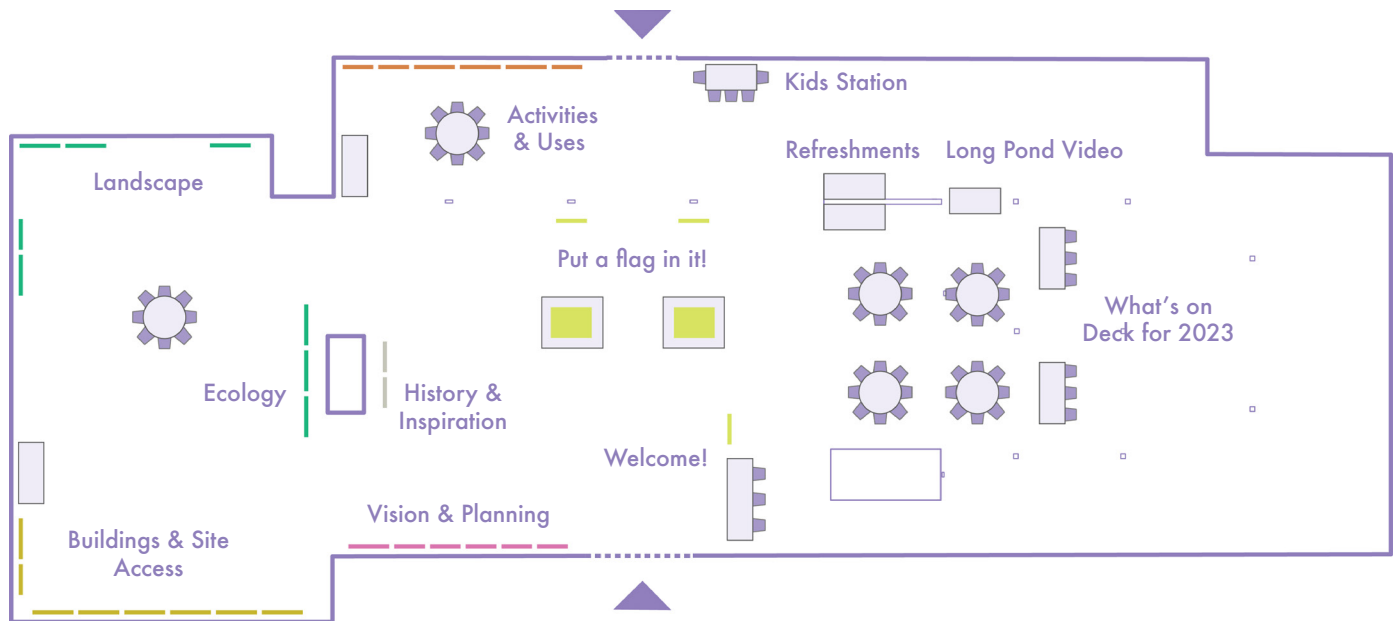 Kids Station
Activities
& Uses
Refreshments
Long Pond Video
Landscape
Put a flag in it!
What's on
Deck for 2023
Ecology
History &
Inspiration
Welcome!
Vision & Planning
Buildings & Site
Access